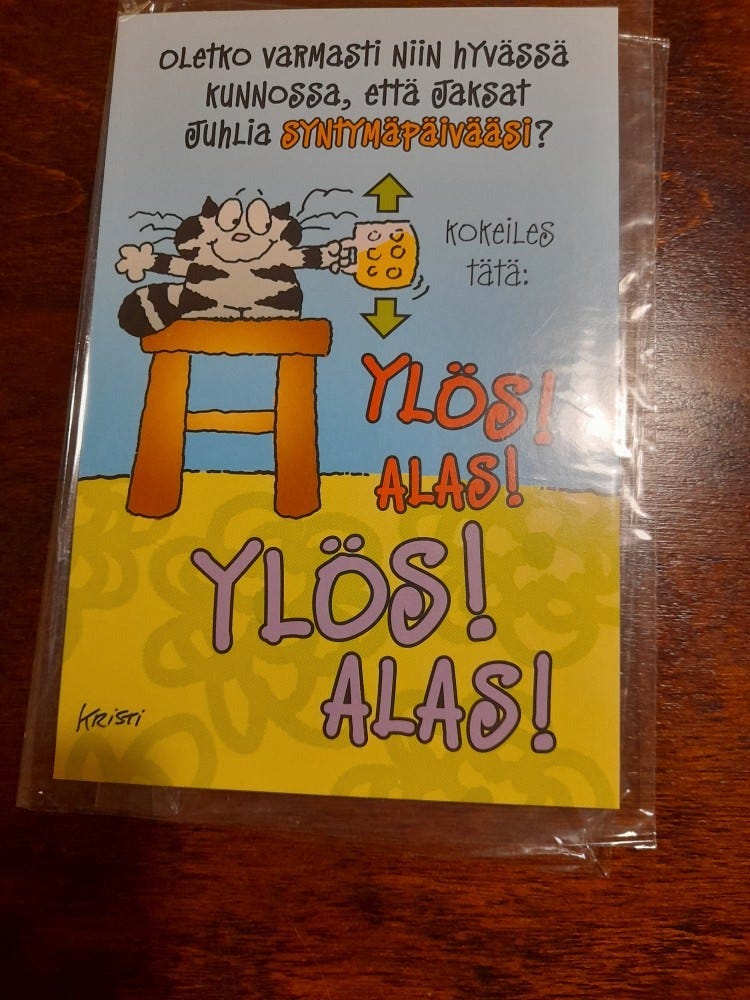 OLETKO VARMASTI NIIN HYVÄSSÄ
KUNNOSSA, ETTÄ JAKSAT
JUHLIA SYNTYMÄPÄIVÄÄSI?
KOKEILES
TÄTÄ:
YLÖS!
ALAS!
YLÖS!
ALAS!
KRISTI